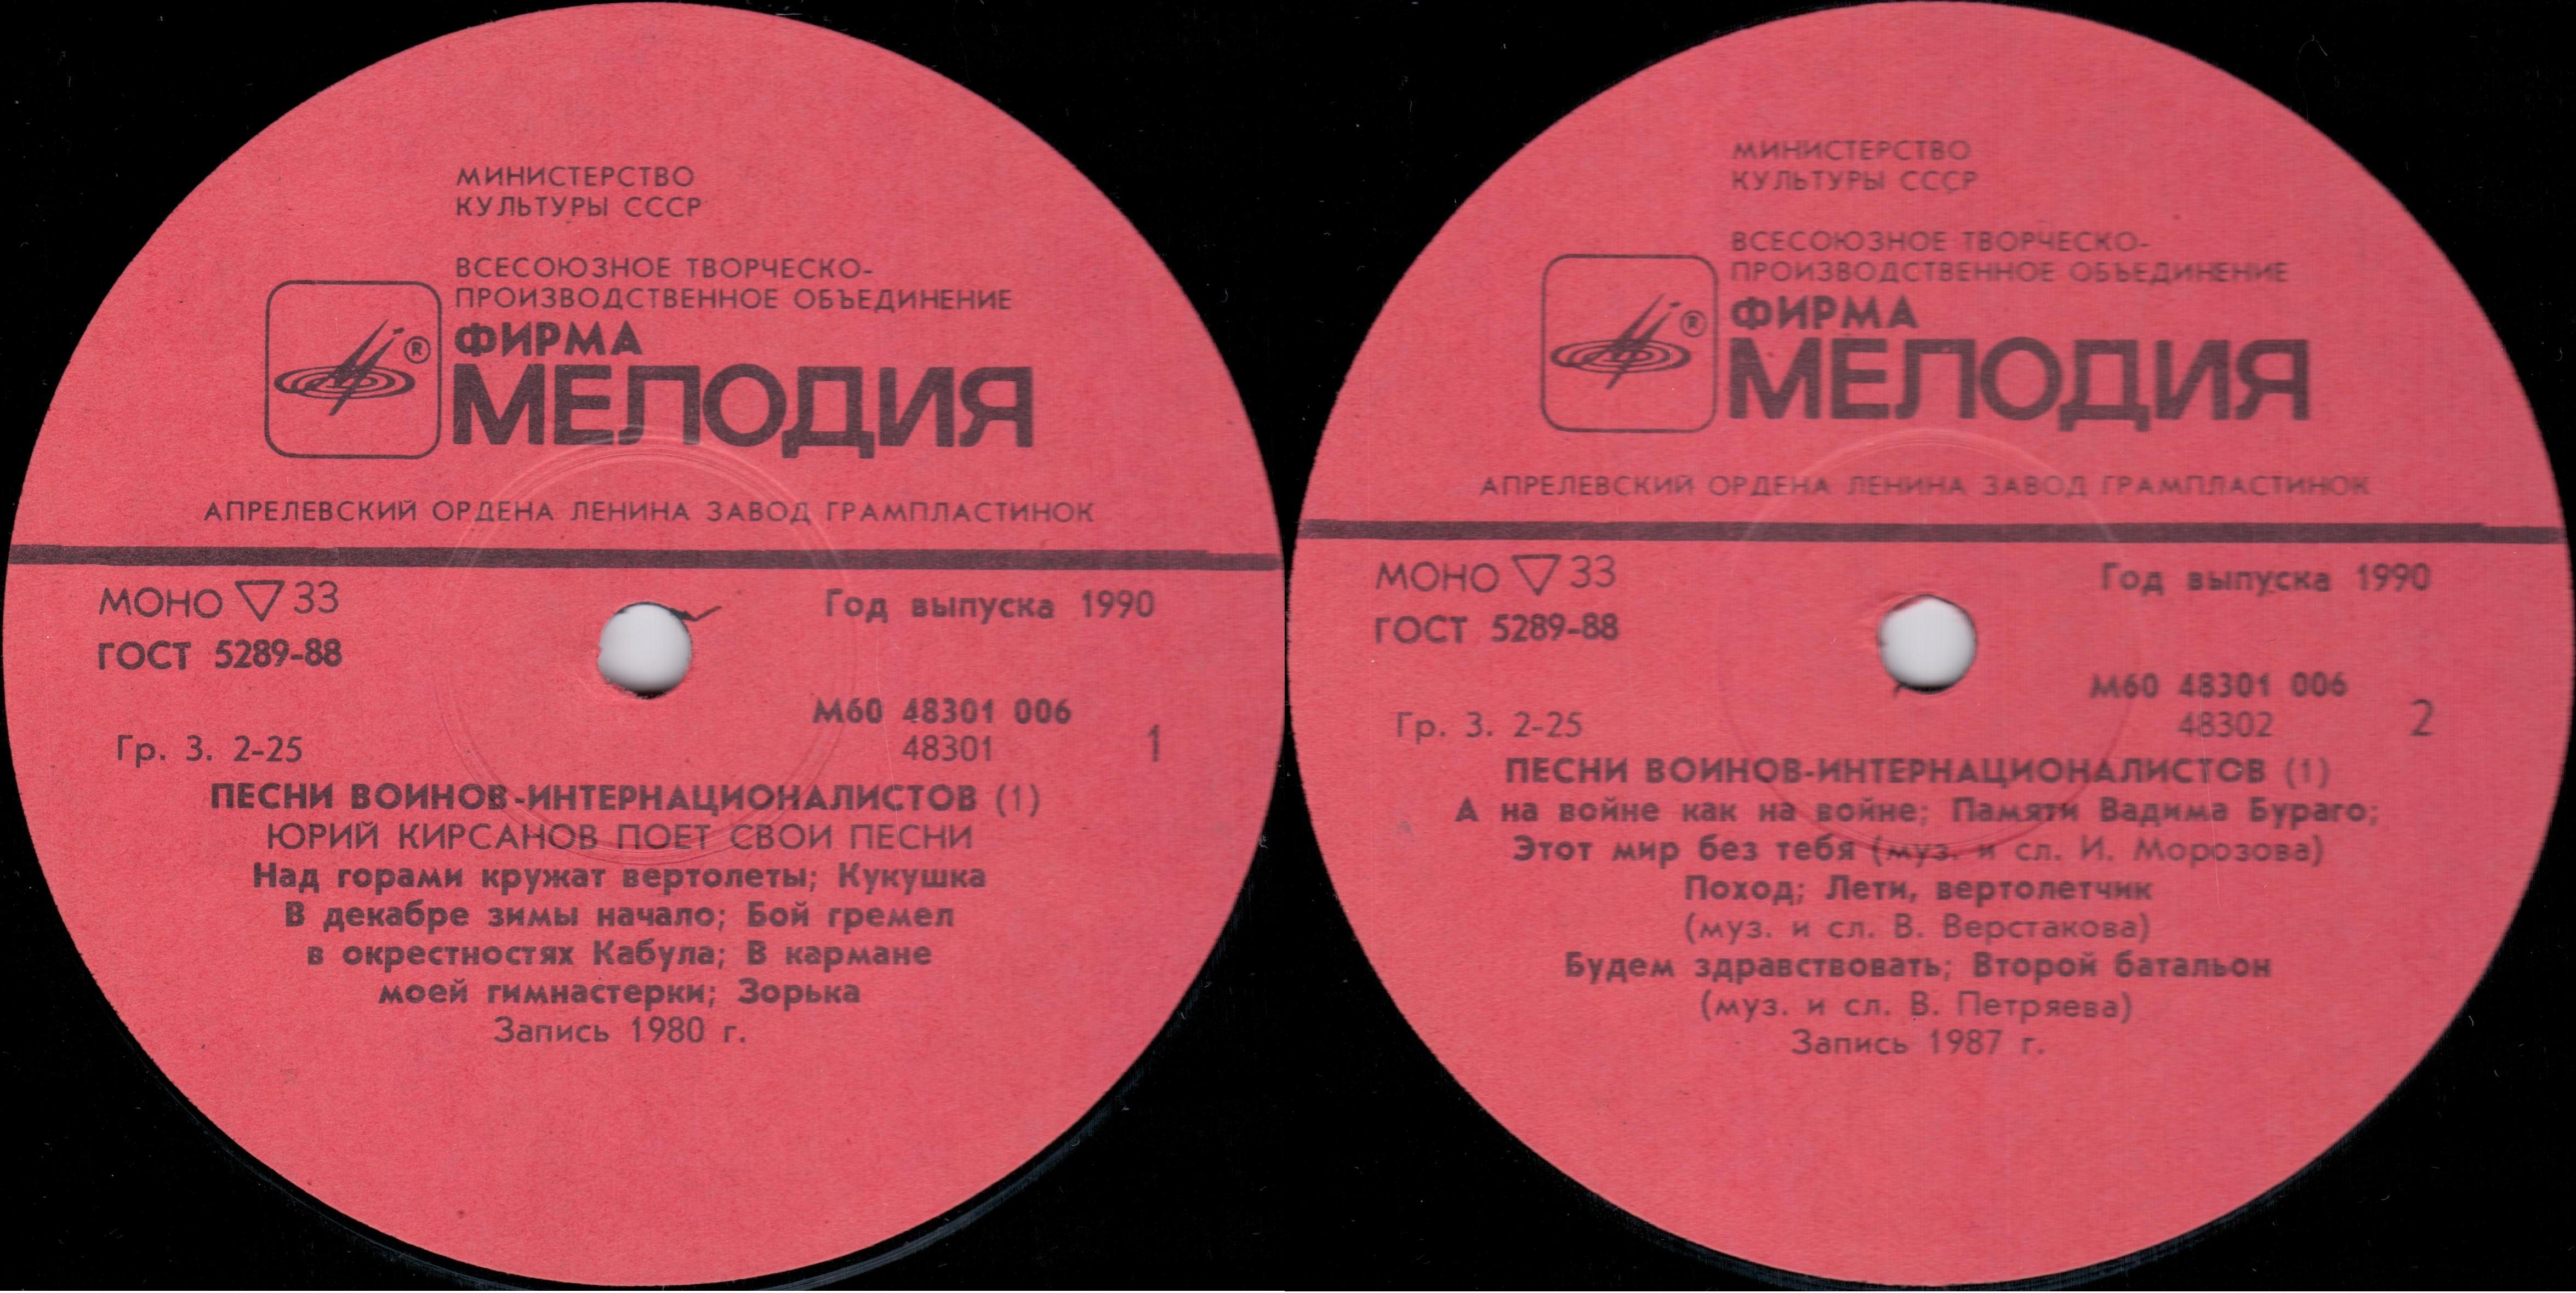 МИНИСТЕРСТВО
КУЛЬТУРЫ СССР
ВСЕСОЮЗНОЕ ТВОРЧЕСКО-
ПРОИЗВОДСТВЕННОЕ ОБЪЕДИНЕНИЕ
®
ФИРМА
МЕЛОДИЯ
АПРЕЛЕВСКИЙ ОРДЕНА ЛЕНИНА ЗАВОД ГРАМПЛАСТИНОК
МОНО ▽ 33
Год выпуска 1990
ГОСТ 5289-88
М60 48301 006
Гр. 3. 2-25
48301
1
ПЕСНИ ВОИНОВ-ИНТЕРНАЦИОНАЛИСТОВ (1)
ЮРИЙ КИРСАНОВ ПОЕТ СВОИ ПЕСНИ
Над горами кружат вертолеты; Кукушка
В декабре зимы начало; Бой гремел
в окрестностях Кабула; В кармане
моей гимнастерки; Зорька
Запись 1980 г.
МИНИСТЕРСТВО
КУЛЬТУРЫ СССР
ВСЕСОЮЗНОЕ ТВОРЧЕСКО-
ПРОИЗВОДСТВЕННОЕ ОБЪЕДИНЕНИЕ
®
ФИРМА
МЕЛОДИЯ
АПРЕЛЕВСКИЙ ОРДЕНА ЛЕНИНА ЗАВОД ГРАМПЛАСТИНОК
МОНО ▽ 33
Год выпуска 1990
ГОСТ 5289-88
М60 48301 006
Гр. 3. 2-25
48302
2
ПЕСНИ ВОИНОВ-ИНТЕРНАЦИОНАЛИСТОВ (1)
А на войне как на войне; Памяти Вадима Бураго;
Этот мир без тебя (муз. и сл. И. Морозова)
Поход; Лети, вертолетчик
(муз. и сл. В. Верстакова)
Будем здравствовать; Второй батальон
(муз. и сл. В. Петряева)
Запись 1987 г.